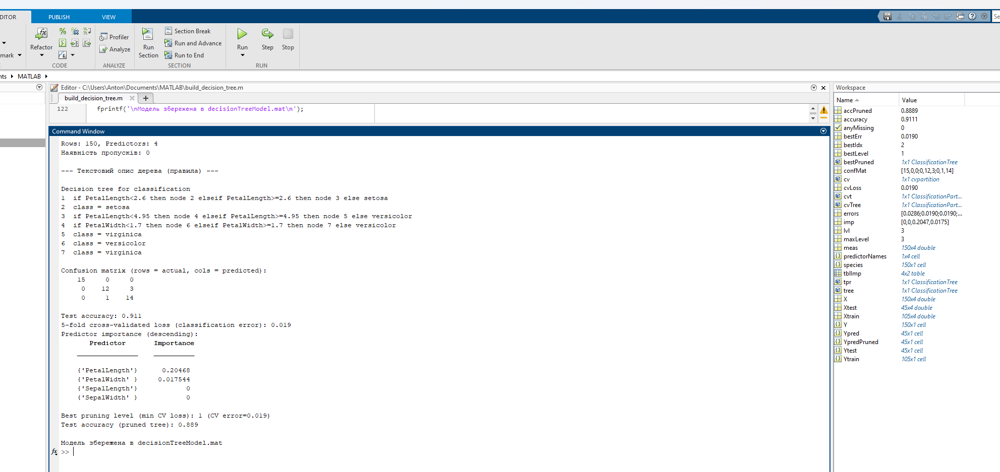 DITOR PUBLISH VIEW
Se
Refactor
mark
CODE
Profiler
Analyze
ANALYZE
Run Section
Section Break
Run and Advance
Run to End
SECTION
Run Step Stop
RUN
nts MATLAB
Editor - C:\Users\Anton\Documents\MATLAB\build_decision_tree.m
build_decision_tree.m
122 fprintf('\nМодель збережена в decisionTreeModel.mat\n');
Command Window
Rows: 150, Predictors: 4
Наявність пропусків: 0
--- Текстовий опис дерева (правила) ---
Decision tree for classification
1 if PetalLength<2.6 then node 2 elseif PetalLength>=2.6 then node 3 else setosa
2 class = setosa
3 if PetalLength<4.95 then node 4 elseif PetalLength>=4.95 then node 5 else versicolor
4 if PetalWidth<1.7 then node 6 elseif PetalWidth>=1.7 then node 7 else versicolor
5 class = virginica
6 class = versicolor
7 class = virginica
Confusion matrix (rows = actual, cols = predicted):
15 0 0
0 12 3
0 1 14
Test accuracy: 0.911
5-fold cross-validated loss (classification error): 0.019
Predictor importance (descending):
Predictor Importance
{'PetalLength'} 0.20468
{'PetalWidth' } 0.017544
{'SepalLength'} 0
{'SepalWidth' } 0
Best pruning level (min CV loss): 1 (CV error=0.019)
Test accuracy (pruned tree): 0.889
Модель збережена в decisionTreeModel.mat
fx >>
Workspace
Name Value
accPruned 0.8889
accuracy 0.9111
anyMissing 0
bestErr 0.0190
bestIdx 2
bestLevel 1
bestPruned 1x1 ClassificationTree
confMat [15,0,0;0,12,3;0,1,14]
cv 1x1 cvpartition
cvLoss 0.0190
cvt 1x1 ClassificationPart...
cvTree 1x1 ClassificationPart...
errors [0.0286;0.0190;0.0190;...
imp [0,0,0.2047,0.0175]
lvl 3
maxLevel 3
meas 150x4 double
predictorNames 1x4 cell
species 150x1 cell
tblImp 4x2 table
tpr 1x1 ClassificationTree
tree 1x1 ClassificationTree
X 150x4 double
Xtest 45x4 double
Xtrain 105x4 double
Y 150x1 cell
Ypred 45x1 cell
YpredPruned 45x1 cell
Ytest 45x1 cell
Ytrain 105x1 cell